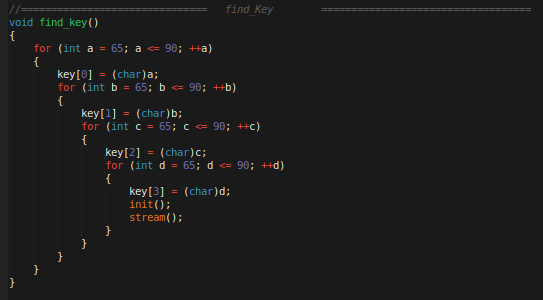 //===============================   find_Key        ===================================
void find_key()
{
    for (int a = 65; a <= 90; ++a)
    {
        key[0] = (char)a;
        for (int b = 65; b <= 90; ++b)
        {
            key[1] = (char)b;
            for (int c = 65; c <= 90; ++c)
            {
                key[2] = (char)c;
                for (int d = 65; d <= 90; ++d)
                {
                    key[3] = (char)d;
                    init();
                    stream();
                }
            }
        }
    }
}